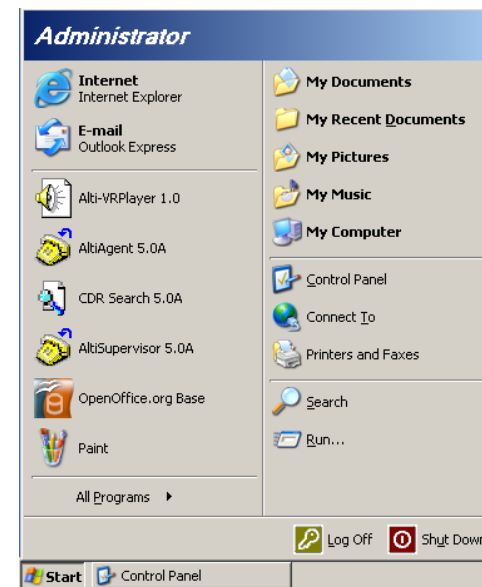 Administrator
Internet
Internet Explorer
E-mail
Outlook Express
Alti-VRPlayer 1.0
AltiAgent 5.0A
CDR Search 5.0A
AltiSupervisor 5.0A
OpenOffice.org Base
Paint
All Programs
My Documents
My Recent Documents
My Pictures
My Music
My Computer
Control Panel
Connect To
Printers and Faxes
Search
Run...
Log Off
Shut Down
Start
Control Panel